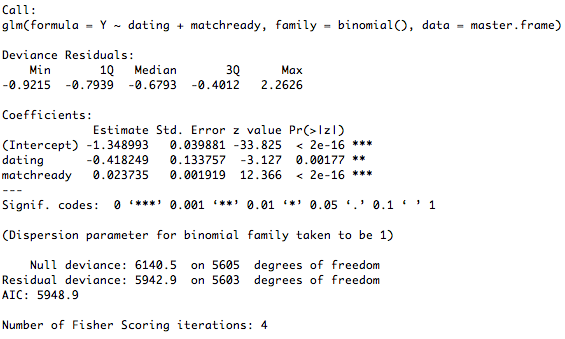 Call:
glm(formula = Y ~ dating + matchready, family = binomial(), data = master.frame)
Deviance Residuals:
    Min       1Q   Median       3Q      Max
-0.9215  -0.7939  -0.6793  -0.4012   2.2626
Coefficients:
             Estimate Std. Error z value Pr(>|z|)
(Intercept) -1.348993   0.039881 -33.825  < 2e-16 ***
dating      -0.418249   0.133757  -3.127  0.00177 **
matchready   0.023735   0.001919  12.366  < 2e-16 ***
---
Signif. codes:  0 ‘***’ 0.001 ‘**’ 0.01 ‘*’ 0.05 ‘.’ 0.1 ‘ ’ 1
(Dispersion parameter for binomial family taken to be 1)
    Null deviance: 6140.5  on 5605  degrees of freedom
Residual deviance: 5942.9  on 5603  degrees of freedom
AIC: 5948.9
Number of Fisher Scoring iterations: 4